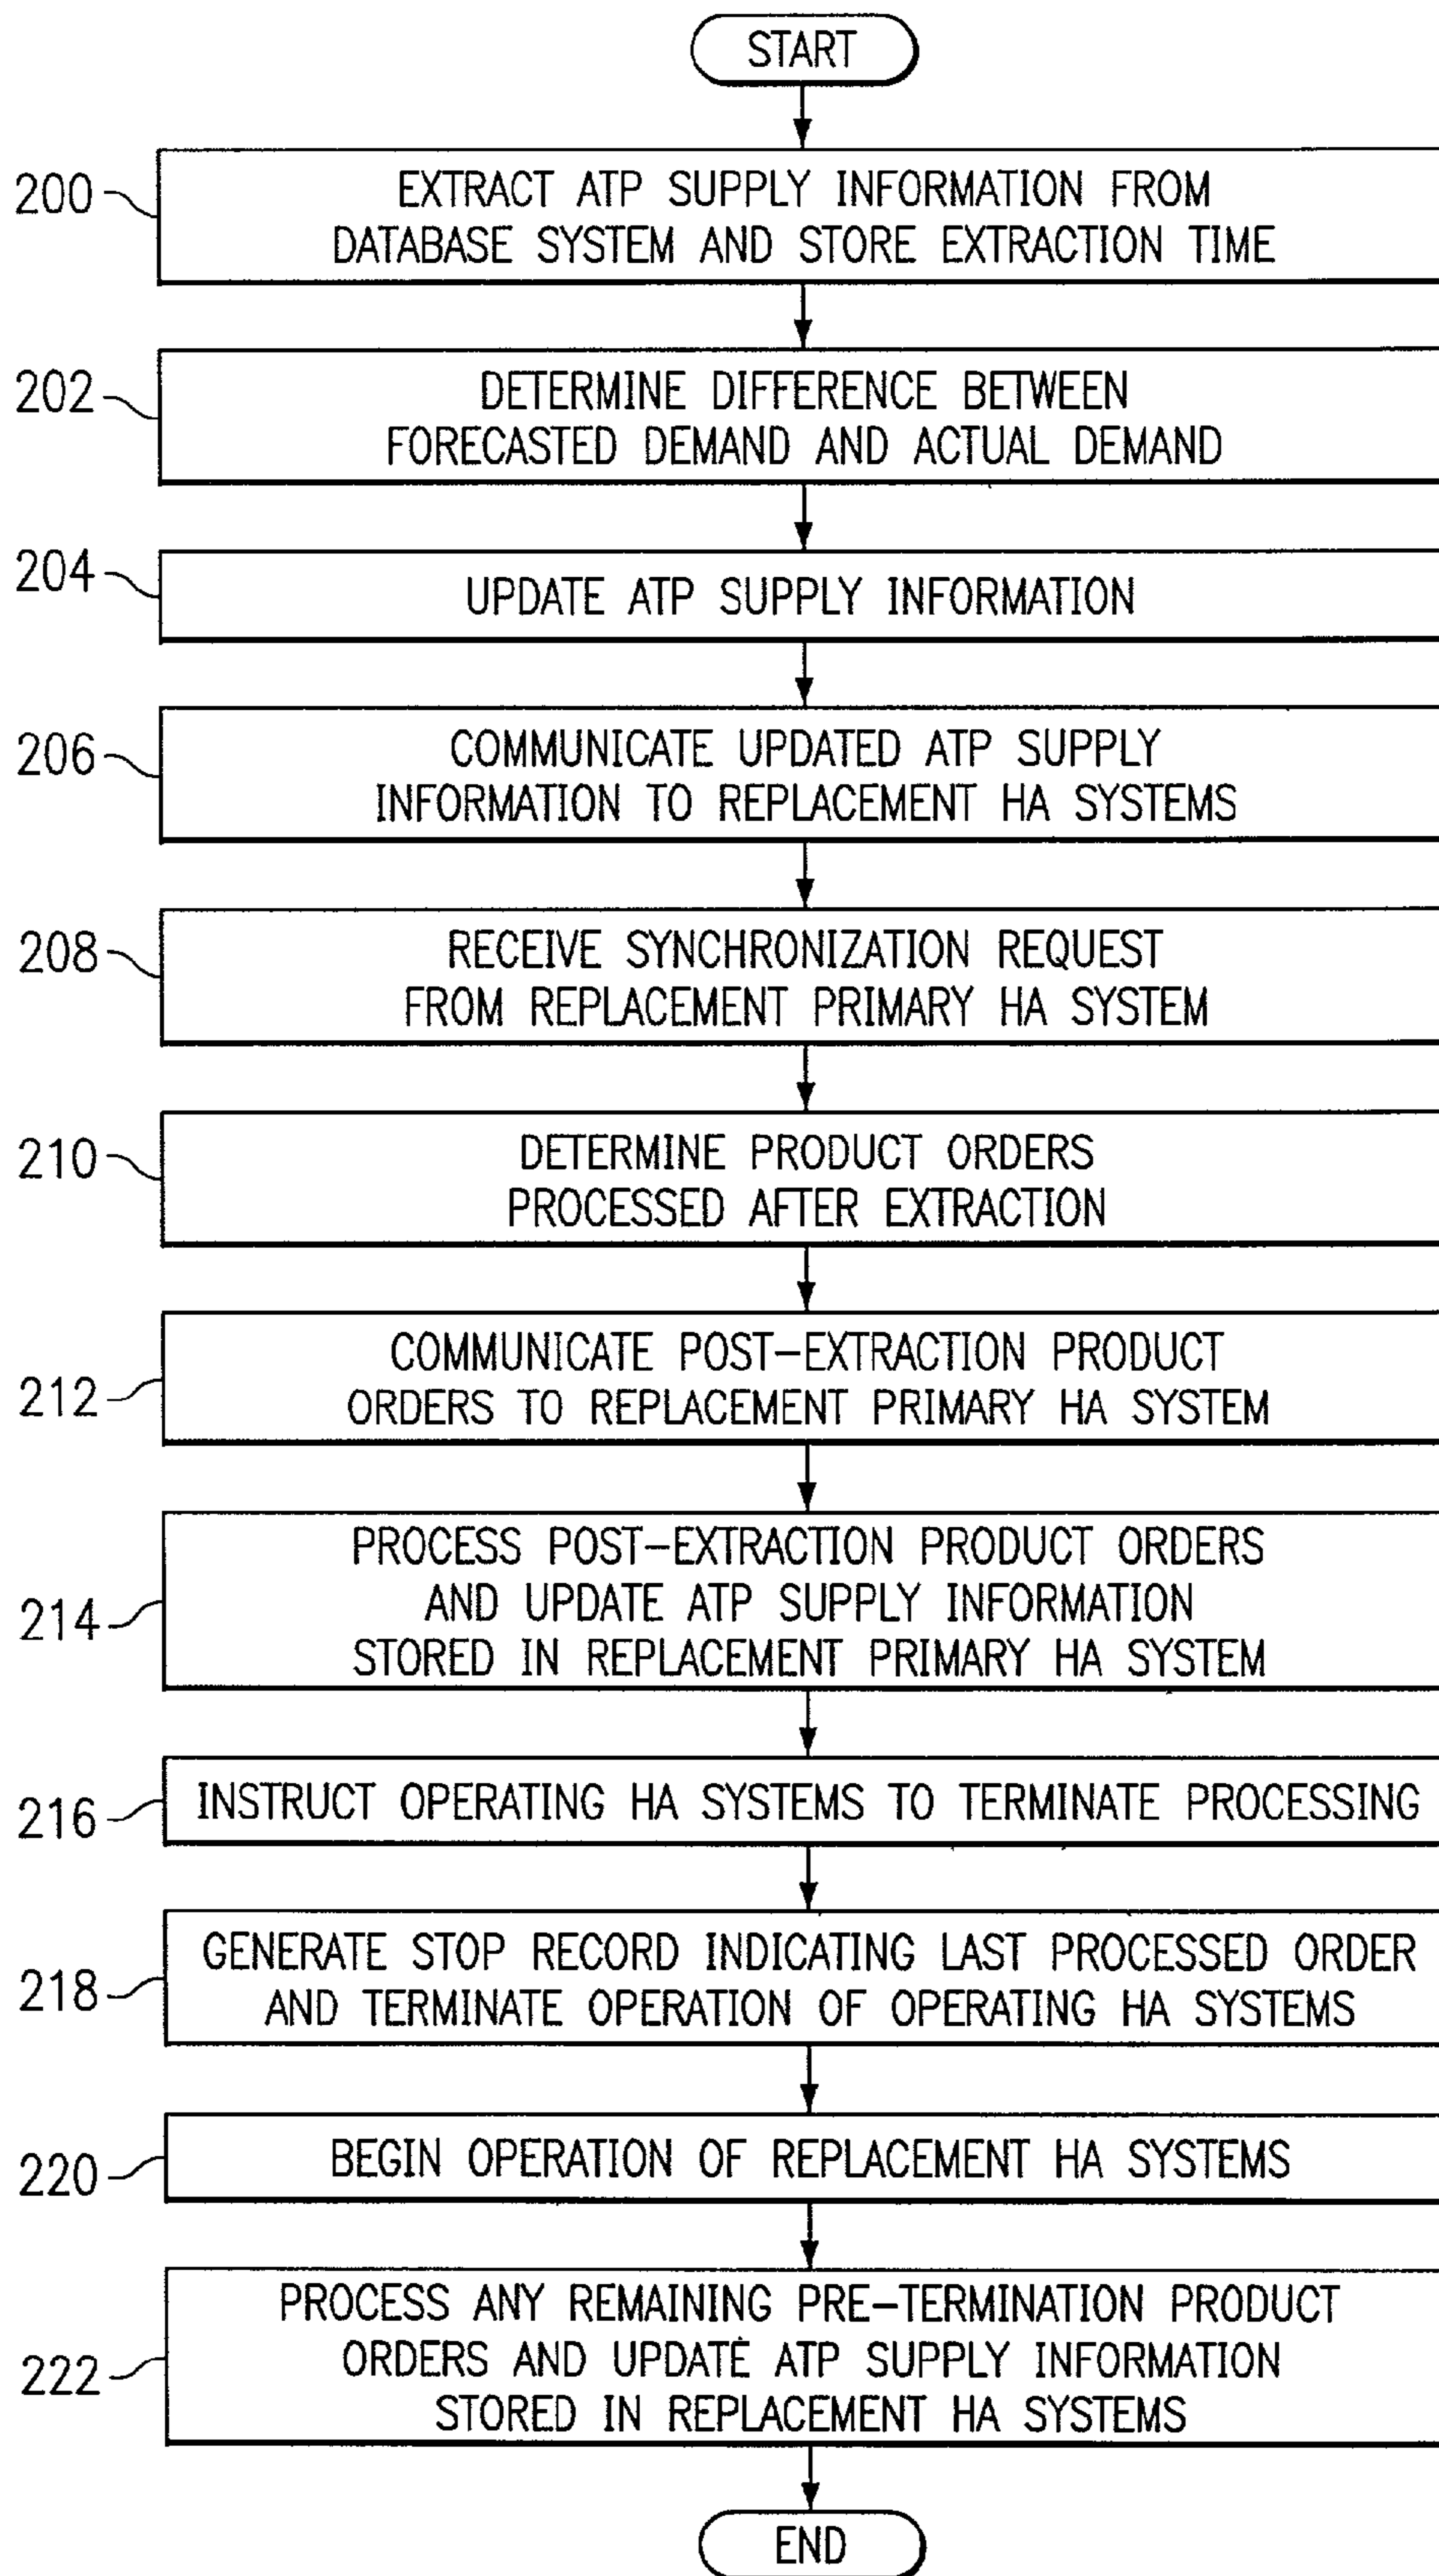 START
200
EXTRACT ATP SUPPLY INFORMATION FROM
DATABASE SYSTEM AND STORE EXTRACTION TIME
202
DETERMINE DIFFERENCE BETWEEN
FORECASTED DEMAND AND ACTUAL DEMAND
204
UPDATE ATP SUPPLY INFORMATION
206
COMMUNICATE UPDATED ATP SUPPLY
INFORMATION TO REPLACEMENT HA SYSTEMS
208
RECEIVE SYNCHRONIZATION REQUEST
FROM REPLACEMENT PRIMARY HA SYSTEM
210
DETERMINE PRODUCT ORDERS
PROCESSED AFTER EXTRACTION
212
COMMUNICATE POST-EXTRACTION PRODUCT
ORDERS TO REPLACEMENT PRIMARY HA SYSTEM
214
PROCESS POST-EXTRACTION PRODUCT ORDERS
AND UPDATE ATP SUPPLY INFORMATION
STORED IN REPLACEMENT PRIMARY HA SYSTEM
216
INSTRUCT OPERATING HA SYSTEMS TO TERMINATE PROCESSING
218
GENERATE STOP RECORD INDICATING LAST PROCESSED ORDER
AND TERMINATE OPERATION OF OPERATING HA SYSTEMS
220
BEGIN OPERATION OF REPLACEMENT HA SYSTEMS
222
PROCESS ANY REMAINING PRE-TERMINATION PRODUCT
ORDERS AND UPDATE ATP SUPPLY INFORMATION
STORED IN REPLACEMENT HA SYSTEMS
END